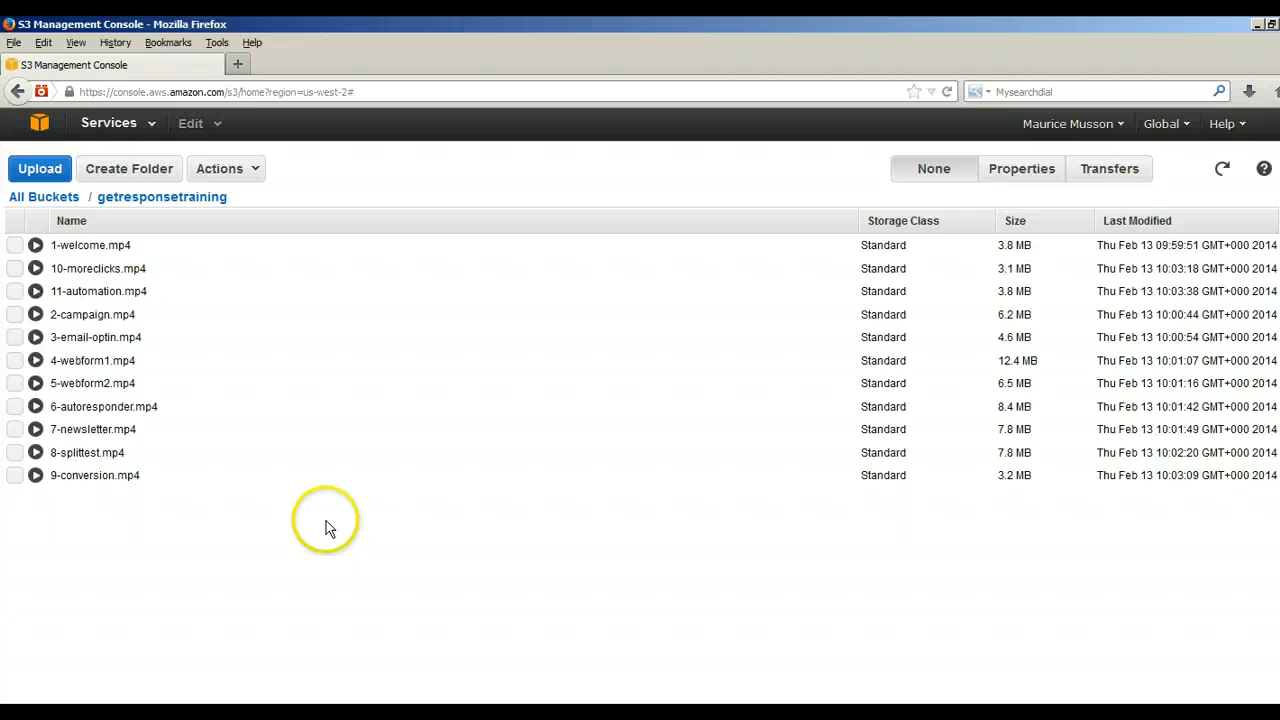 S3 Management Console - Mozilla Firefox
File Edit View History Bookmarks Tools Help
S3 Management Console +
https://console.aws.amazon.com/s3/home?region=us-west-2# Mysearchdial
Services Edit Maurice Musson Global Help
Upload Create Folder Actions None Properties Transfers ?
All Buckets / getresponsetraining
Name Storage Class Size Last Modified
1-welcome.mp4 Standard 3.8 MB Thu Feb 13 09:59:51 GMT+000 2014
10-moreclicks.mp4 Standard 3.1 MB Thu Feb 13 10:03:18 GMT+000 2014
11-automation.mp4 Standard 3.8 MB Thu Feb 13 10:03:38 GMT+000 2014
2-campaign.mp4 Standard 6.2 MB Thu Feb 13 10:00:44 GMT+000 2014
3-email-optin.mp4 Standard 4.6 MB Thu Feb 13 10:00:54 GMT+000 2014
4-webform1.mp4 Standard 12.4 MB Thu Feb 13 10:01:07 GMT+000 2014
5-webform2.mp4 Standard 6.5 MB Thu Feb 13 10:01:16 GMT+000 2014
6-autoresponder.mp4 Standard 8.4 MB Thu Feb 13 10:01:42 GMT+000 2014
7-newsletter.mp4 Standard 7.8 MB Thu Feb 13 10:01:49 GMT+000 2014
8-splittest.mp4 Standard 7.8 MB Thu Feb 13 10:02:20 GMT+000 2014
9-conversion.mp4 Standard 3.2 MB Thu Feb 13 10:03:09 GMT+000 2014